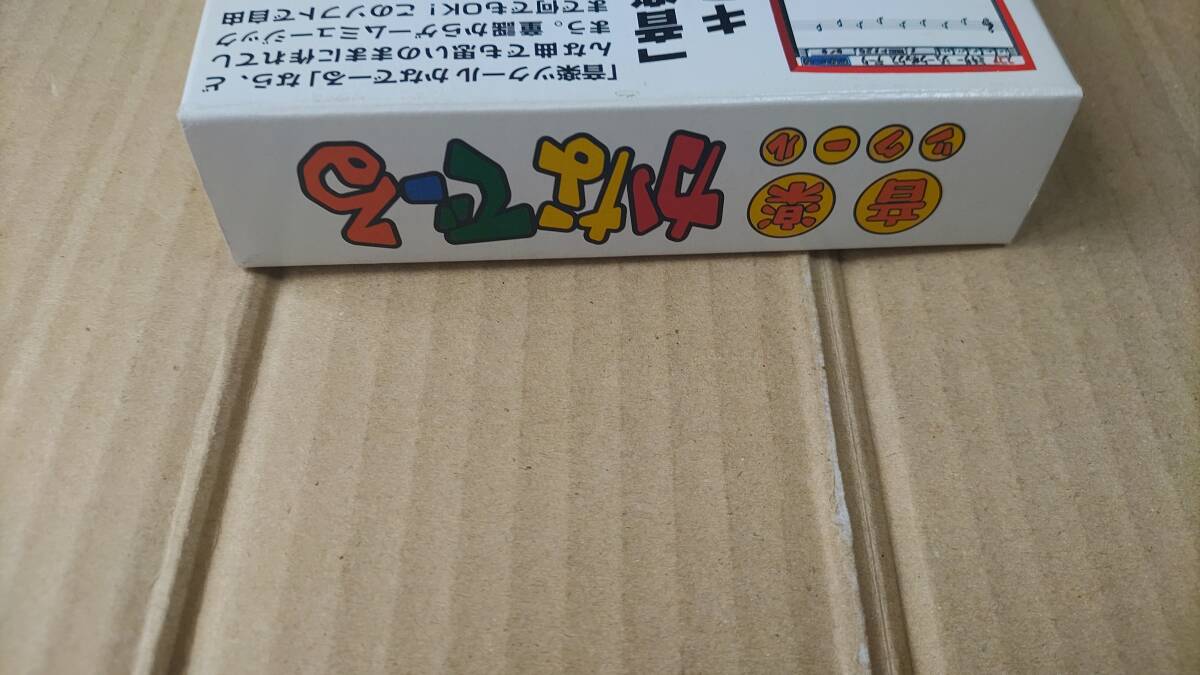 音楽
ツクール
かなでーる
「音楽ツクールかなでーる」なら、ど
んな曲でも思いのままに作れてし
まう。童謡からゲームミュージック
まで何でもOK！このソフトで自由
「音楽
キ